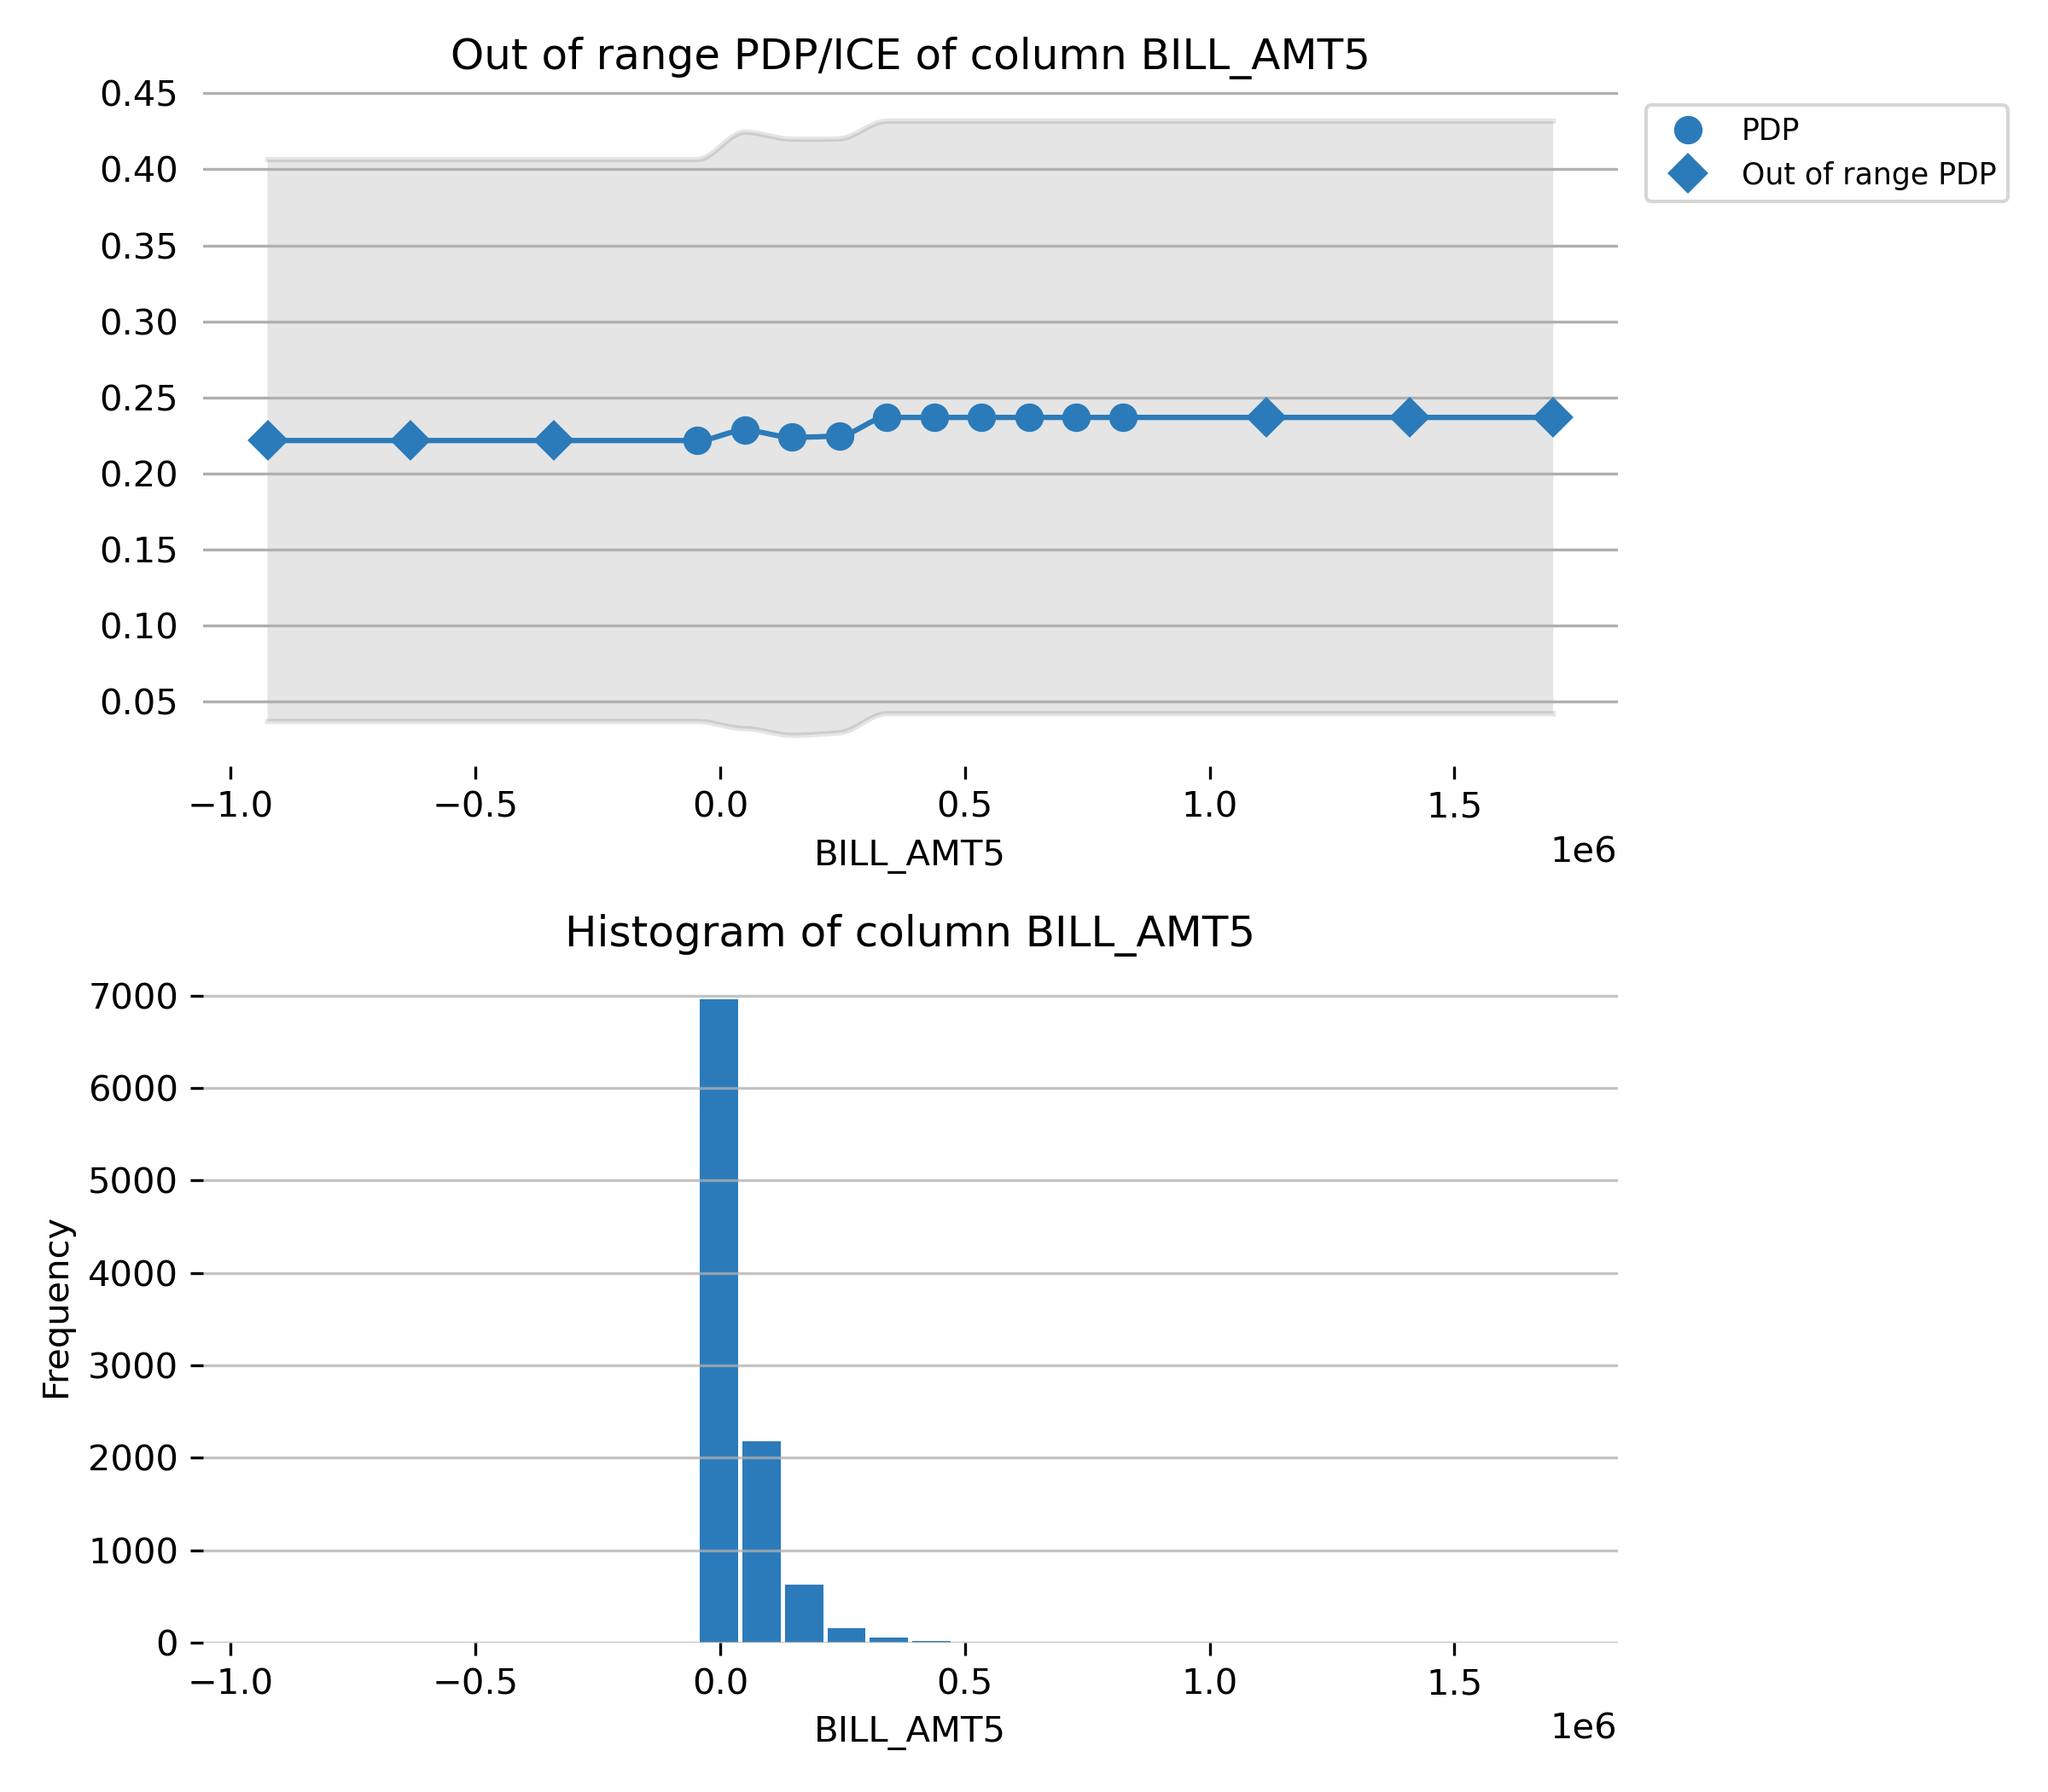 Out of range PDP/ICE of column BILL_AMT5
0.45
0.40
0.35
0.30
0.25
0.20
0.15
0.10
0.05
PDP
Out of range PDP
−1.0 −0.5 0.0 0.5 1.0 1.5
BILL_AMT5
1e6
Histogram of column BILL_AMT5
7000
6000
5000
4000
3000
2000
1000
0
Frequency
−1.0 −0.5 0.0 0.5 1.0 1.5
BILL_AMT5
1e6